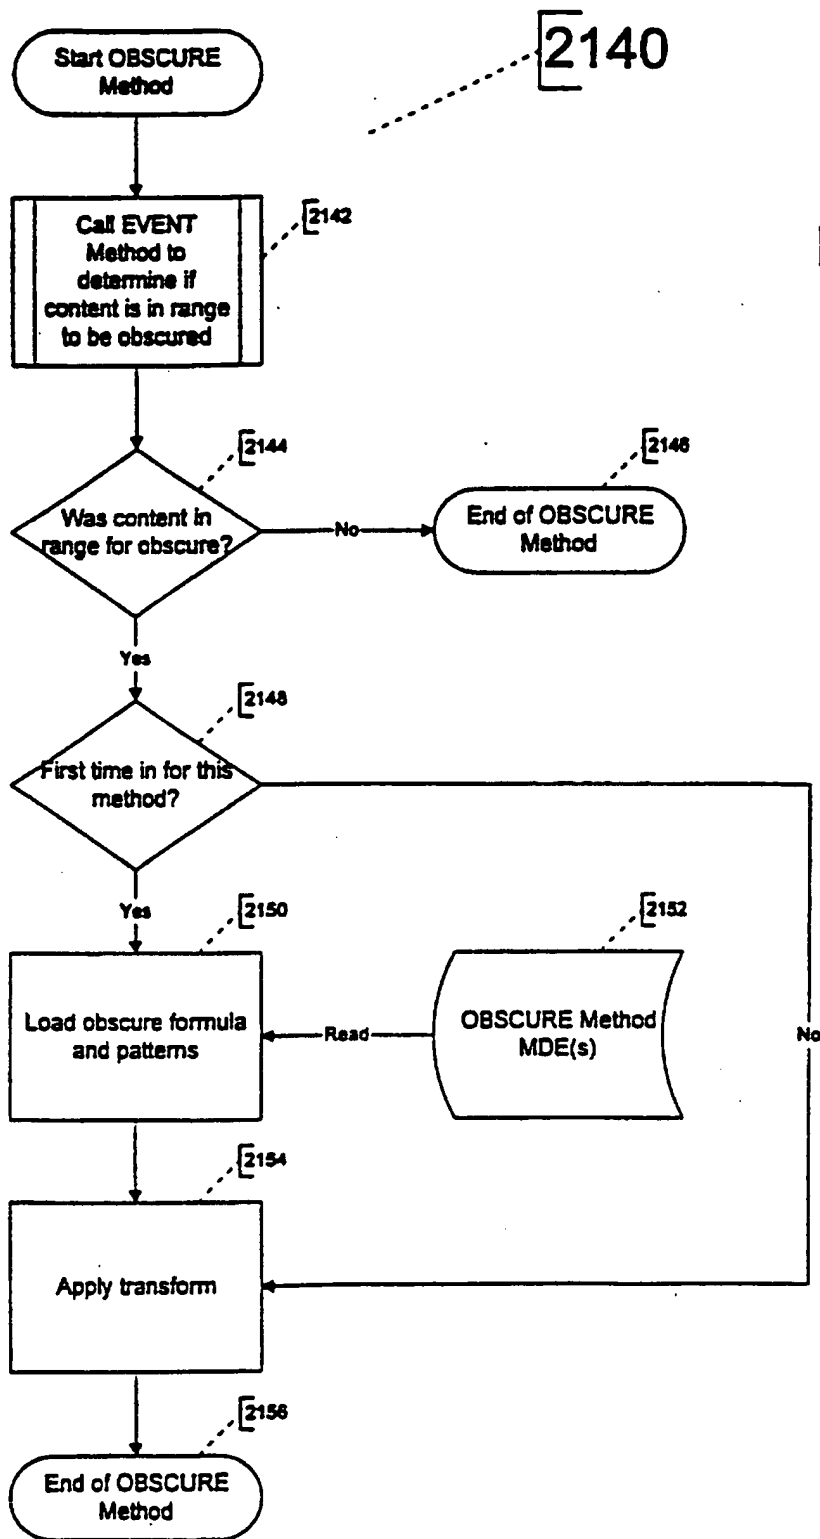 2140
Start OBSCURE
Method
2142
Call EVENT
Method to
determine if
content is in range
to be obscured
2144
Was content in
range for obscure?
No
2146
End of OBSCURE
Method
Yes
2148
First time in for this
method?
Yes
2150
Load obscure formula
and patterns
Read
2152
OBSCURE Method
MDE(s)
No
2154
Apply transform
2156
End of OBSCURE
Method